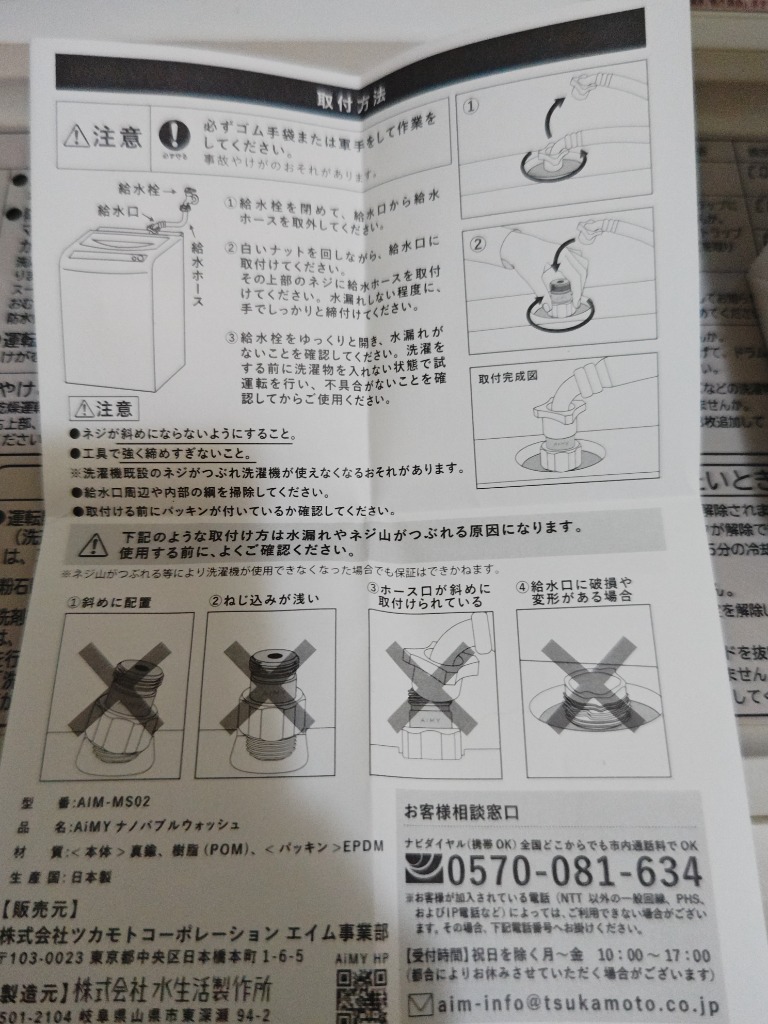 取付方法
⚠注意
必ずゴム手袋または軍手をして作業を
してください。
事故やけがのおそれがあります。
必ず守る
給水栓→
給水口
給水ホース
①給水栓を閉めて、給水口から給水
ホースを取外してください。
②白いナットを回しながら、給水口に
取付けてください。
その上部のネジに給水ホースを取付
けてください。水漏れしない程度に、
手でしっかりと締付けてください。
③給水栓をゆっくりと開き、水漏れが
ないことを確認してください。洗濯を
する前に洗濯物を入れない状態で試
運転を行い、不具合がないことを確
認してからご使用ください。
①
②
取付完成図
⚠注意
●ネジが斜めにならないようにすること。
●工具で強く締めすぎないこと。
※洗濯機既設のネジがつぶれ洗濯機が使えなくなるおそれがあります。
●給水口周辺や内部の網を掃除してください。
●取付ける前にパッキンが付いているか確認してください。
⚠下記のような取付け方は水漏れやネジ山がつぶれる原因になります。
使用する前に、よくご確認ください。
※ネジ山がつぶれる等により洗濯機が使用できなくなった場合でも保証はできかねます。
①斜めに配置
②ねじ込みが浅い
③ホース口が斜めに
取付けられている
④給水口に破損や
変形がある場合
AiMY
型　番:AIM-MS02
品　名:AiMYナノバブルウォッシュ
材　質:<本体>真鍮、樹脂(POM)、<パッキン>EPDM
生産国:日本製
【販売元】
株式会社ツカモトコーポレーション エイム事業部
〒103-0023 東京都中央区日本橋本町1-6-5
AiMY HP
製造元】株式会社 水生活製作所
501-2104 岐阜県山県市東深瀬 94-2
お客様相談窓口
ナビダイヤル(携帯OK)全国どこからでも市内通話料でOK
0570-081-634
※お客様が加入されている電話（NTT 以外の一般回線、PHS、
およびIP電話など）によっては、ご利用できない場合がござい
ます。その場合、下記電話番号へお掛けください。
【受付時間】祝日を除く月～金　10：00～17：00
(都合によりお休みさせていただく場合がございます)
aim-info@tsukamoto.co.jp